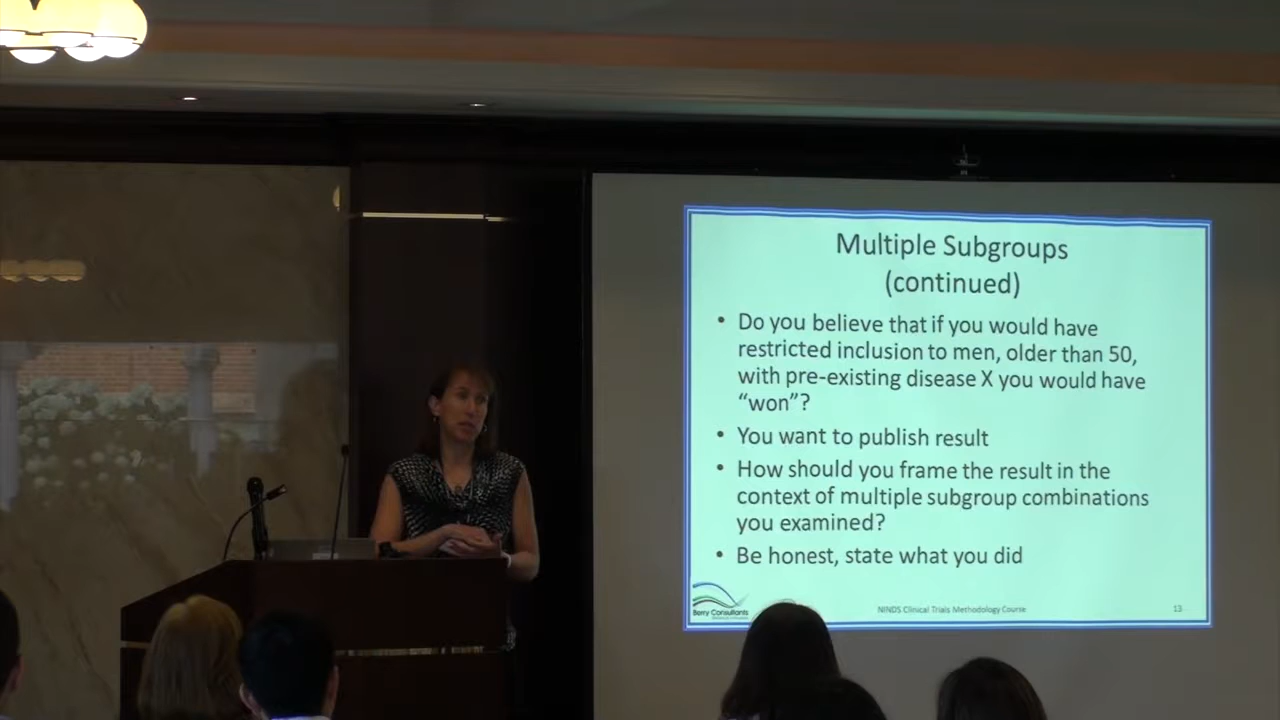 Multiple Subgroups
(continued)
• Do you believe that if you would have
restricted inclusion to men, older than 50,
with pre-existing disease X you would have
“won”?
• You want to publish result
• How should you frame the result in the
context of multiple subgroup combinations
you examined?
• Be honest, state what you did
Berry Consultants
NINDS Clinical Trials Methodology Course
13